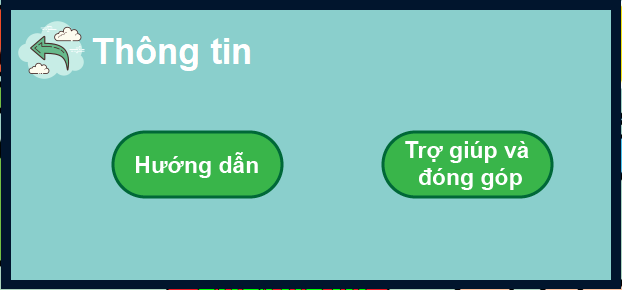 Thông tin
Hướng dẫn
Trợ giúp và
đóng góp